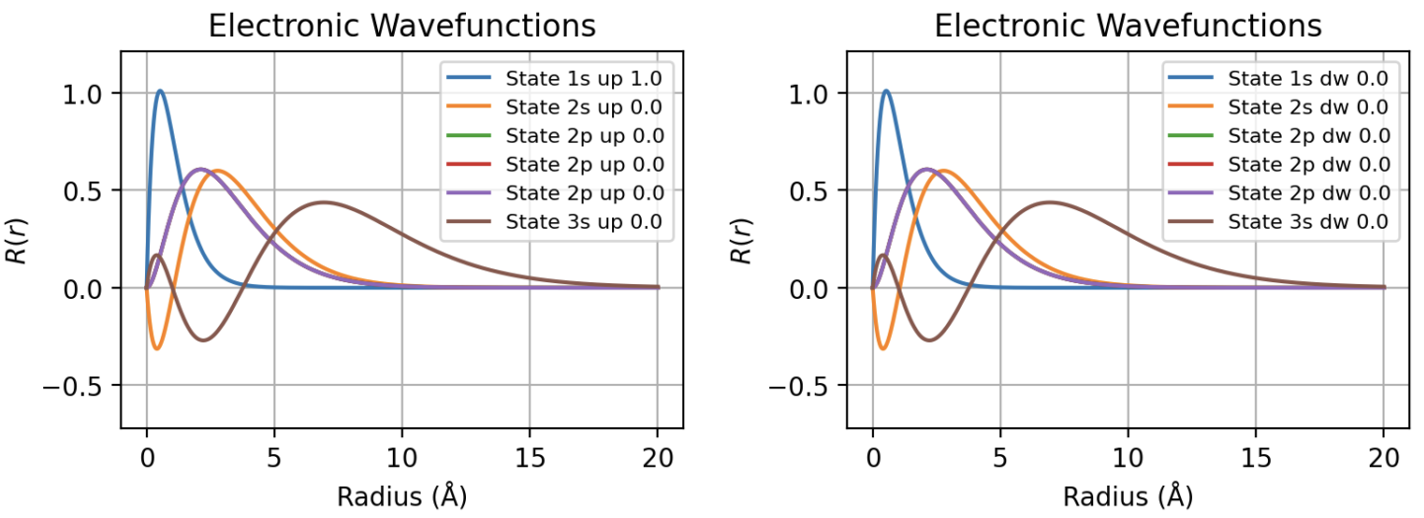 Electronic Wavefunctions
State 1s up 1.0
State 2s up 0.0
State 2p up 0.0
State 2p up 0.0
State 2p up 0.0
State 3s up 0.0
1.0
0.5
0.0
−0.5
R(r)
0
5
10
15
20
Radius (Å)
Electronic Wavefunctions
State 1s dw 0.0
State 2s dw 0.0
State 2p dw 0.0
State 2p dw 0.0
State 2p dw 0.0
State 3s dw 0.0
1.0
0.5
0.0
−0.5
R(r)
0
5
10
15
20
Radius (Å)